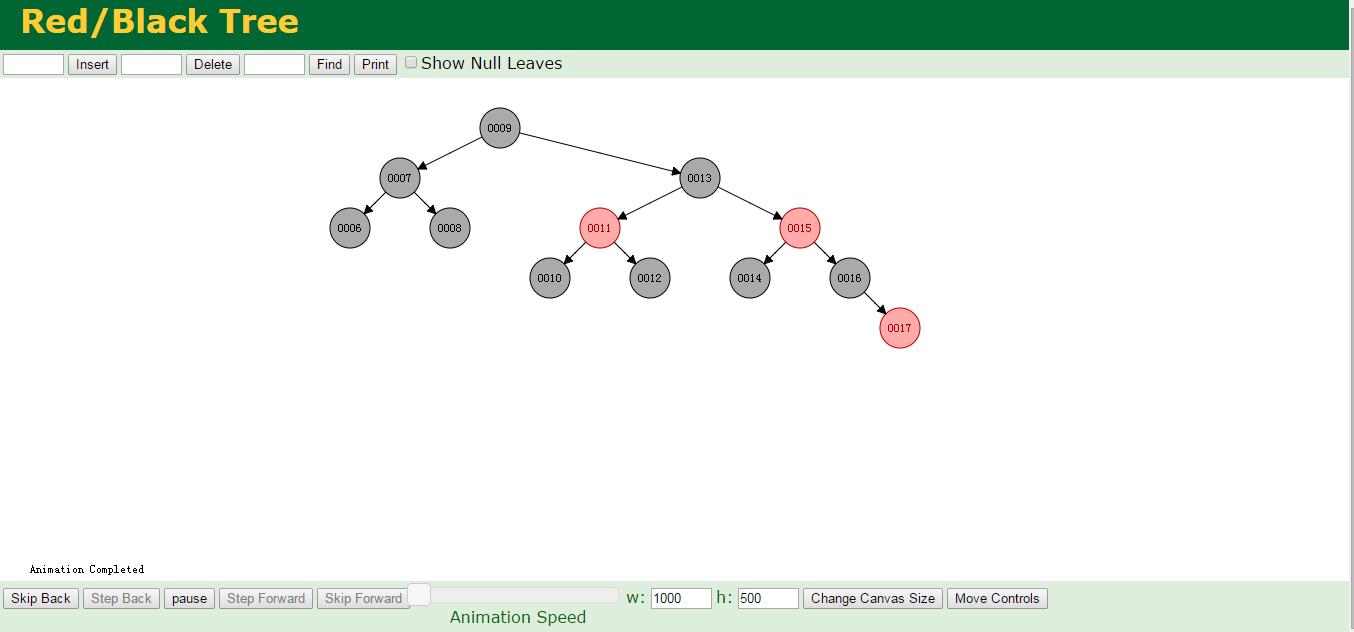 Red/Black Tree
Insert Delete Find Print Show Null Leaves
0009
0007 0013
0006 0008 0011 0015
0010 0012 0014 0016
0017
Animation Completed
Skip Back Step Back pause Step Forward Skip Forward w: 1000 h: 500 Change Canvas Size Move Controls
Animation Speed